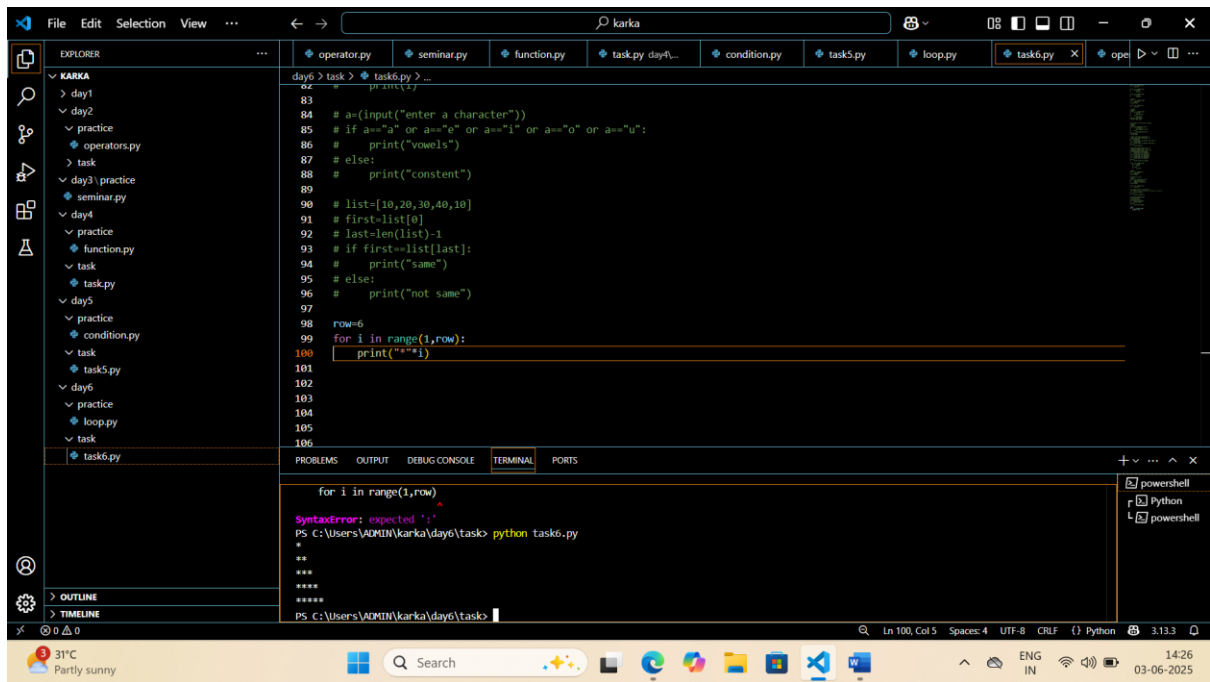 File Edit Selection View ··· karka
EXPLORER ···
KARKA
day1
day2
practice
operators.py
task
day3\practice
seminar.py
day4
practice
function.py
task
task.py
day5
practice
condition.py
task
task5.py
day6
practice
loop.py
task
task6.py
OUTLINE
TIMELINE
operator.py seminar.py function.py task.py day4\... condition.py task5.py loop.py task6.py ope
day6 > task > task6.py > ...
82 # print(i)
83
84 # a=(input("enter a character"))
85 # if a=="a" or a=="e" or a=="i" or a=="o" or a=="u":
86 #     print("vowels")
87 # else:
88 #     print("constent")
89
90 # list=[10,20,30,40,10]
91 # first=list[0]
92 # last=len(list)-1
93 # if first==list[last]:
94 #     print("same")
95 # else:
96 #     print("not same")
97
98 row=6
99 for i in range(1,row):
100     print("*"*i)
101
102
103
104
105
106
PROBLEMS OUTPUT DEBUG CONSOLE TERMINAL PORTS
for i in range(1,row)
^
SyntaxError: expected ':'
PS C:\Users\ADMIN\karka\day6\task> python task6.py
*
**
***
****
*****
PS C:\Users\ADMIN\karka\day6\task>
powershell
Python
powershell
0 0 Ln 100, Col 5 Spaces: 4 UTF-8 CRLF {} Python 3.13.3
3 31°C
Partly sunny
Search
ENG
IN
14:26
03-06-2025